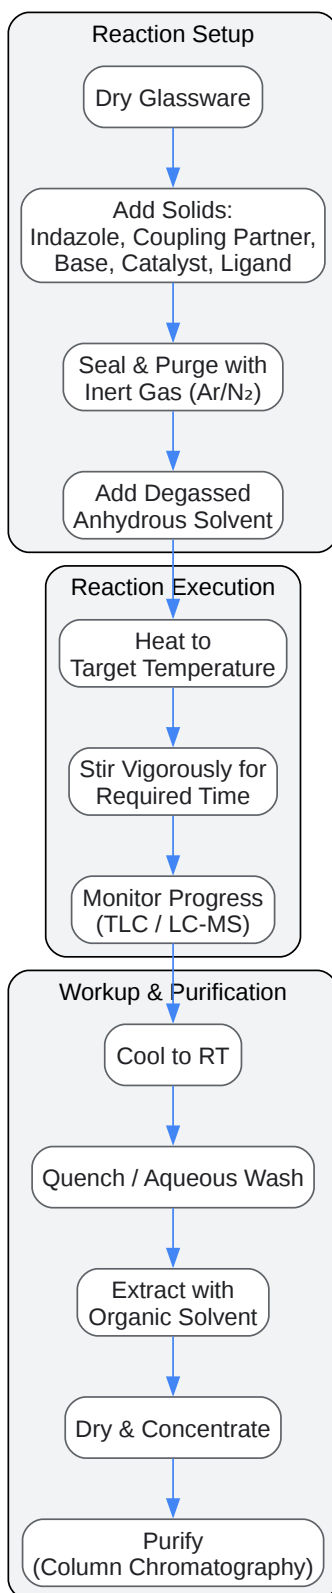 Reaction Setup
Dry Glassware
Add Solids:
Indazole, Coupling Partner,
Base, Catalyst, Ligand
Seal & Purge with
Inert Gas (Ar/N₂)
Add Degassed
Anhydrous Solvent
Reaction Execution
Heat to
Target Temperature
Stir Vigorously for
Required Time
Monitor Progress
(TLC / LC-MS)
Workup & Purification
Cool to RT
Quench / Aqueous Wash
Extract with
Organic Solvent
Dry & Concentrate
Purify
(Column Chromatography)